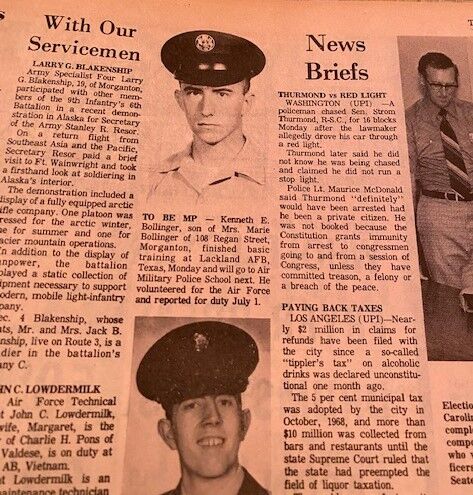 With Our
Servicemen
LARRY G. BLAKENSHIP
Army Specialist Four Larry
G. Blakenship, 19, of Morganton,
participated with other mem-
bers of the 9th Infantry's 6th
Battalion in a recent demon-
stration in Alaska for Secretary
of the Army Stanley R. Resor.
On a return flight from
Southeast Asia and the Pacific,
Secretary Resor paid a brief
visit to Ft. Wainwright and took
a firsthand look at soldiering in
Alaska's interior.
The demonstration included a
display of a fully equipped arctic
rifle company. One platoon was
dressed for the arctic winter,
one for summer and one for
glacier mountain operations.
In addition to the display of
manpower, the battalion
displayed a static collection of
equipment necessary to support
modern, mobile light-infantry
company.
Spec. 4 Blakenship, whose
parents, Mr. and Mrs. Jack B.
Blakenship, live on Route 3, is a
soldier in the battalion's
Company C.
JOHN C. LOWDERMILK
Air Force Technical
John C. Lowdermilk,
wife, Margaret, is the
of Charlie H. Pons of
Valdese, is on duty at
AB, Vietnam.
Lowdermilk is an
maintenance technician
TO BE MP — Kenneth E.
Bollinger, son of Mrs. Marie
Bollinger of 108 Regan Street,
Morganton, finished basic
training at Lackland AFB,
Texas, Monday and will go to Air
Military Police School next. He
volunteered for the Air Force
and reported for duty July 1.
News
Briefs
THURMOND vs RED LIGHT
WASHINGTON (UPI) —A
policeman chased Sen. Strom
Thurmond, R-S.C., for 16 blocks
Monday after the lawmaker
allegedly drove his car through
a red light.
Thurmond later said he did
not know he was being chased
and claimed he did not run a
stop light.
Police Lt. Maurice McDonald
said Thurmond "definitely"
would have been arrested had
he been a private citizen. He
was not booked because the
Constitution grants immunity
from arrest to congressmen
going to and from a session of
Congress, unless they have
committed treason, a felony or
a breach of the peace.
PAYING BACK TAXES
LOS ANGELES (UPI)—Near-
ly $2 million in claims for
refunds have been filed with
the city since a so-called
"tippler's tax" on alcoholic
drinks was declared unconstitu-
tional one month ago.
The 5 per cent municipal tax
was adopted by the city in
October, 1968, and more than
$10 million was collected from
bars and restaurants until the
state Supreme Court ruled that
the state had preempted the
field of liquor taxation.
Election
Carolina